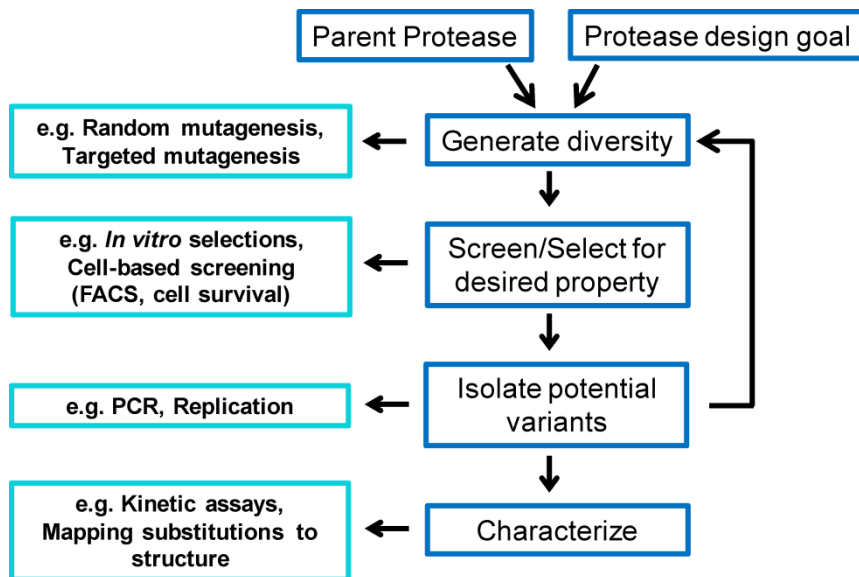 Parent Protease
Protease design goal
e.g. Random mutagenesis,
Targeted mutagenesis
Generate diversity
e.g. In vitro selections,
Cell-based screening
(FACS, cell survival)
Screen/Select for
desired property
e.g. PCR, Replication
Isolate potential
variants
e.g. Kinetic assays,
Mapping substitutions to
structure
Characterize